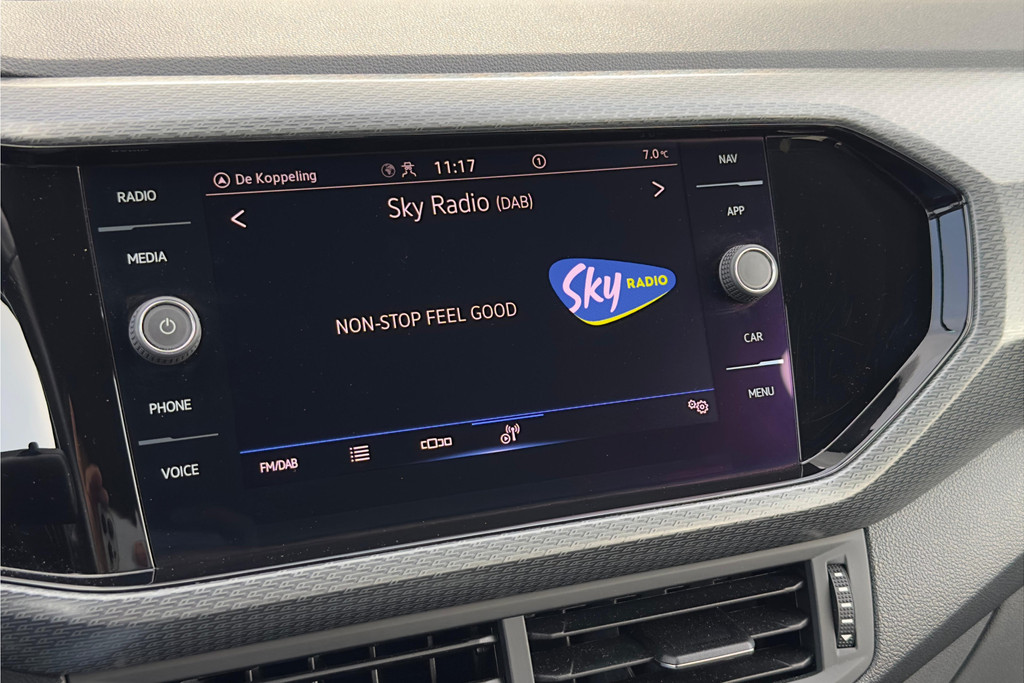 De Koppeling 11:17 1 7.0°C
Sky Radio (DAB)
NON-STOP FEEL GOOD
Sky RADIO
FM/DAB
RADIO
MEDIA
PHONE
VOICE
NAV
APP
CAR
MENU